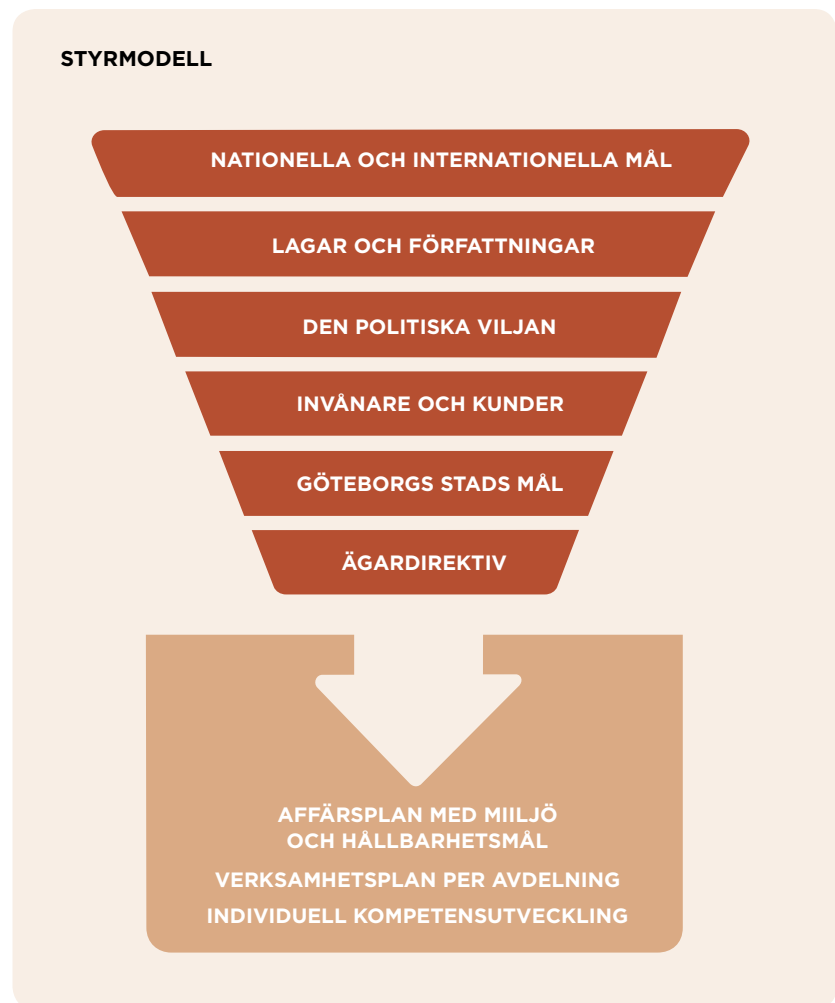 STYRMODELL
NATIONELLA OCH INTERNATIONELLA MÅL
LAGAR OCH FÖRFATTNINGAR
DEN POLITISKA VILJAN
INVÅNARE OCH KUNDER
GÖTEBORGS STADS MÅL
ÄGARDIREKTIV
AFFÄRSPLAN MED MIILJÖ
OCH HÅLLBARHETSMÅL
VERKSAMHETSPLAN PER AVDELNING
INDIVIDUELL KOMPETENSUTVECKLING